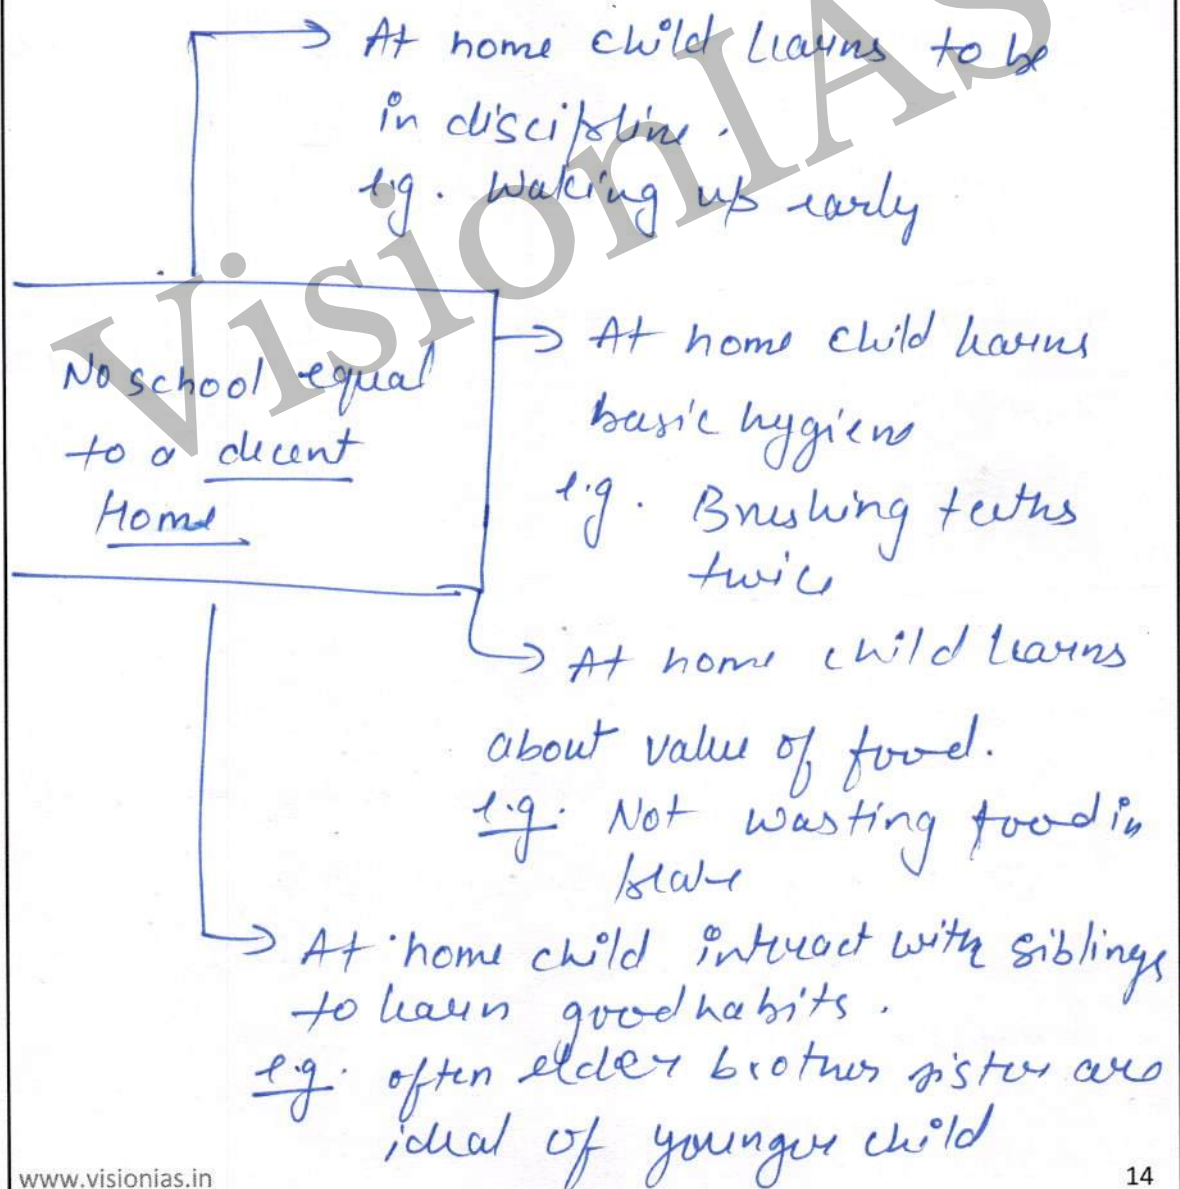 At home child learns to be
in discipline.
e.g. Waking up early
No school equal
to a decent
Home
At home child learns
basic hygiene
e.g. Brushing teeths
twice
At home child learns
about value of food.
e.g. Not wasting food in
plate
At home child interact with siblings
to learn good habits.
e.g. often elder brother sister are
ideal of younger child
VisionIAS
www.visionias.in
14